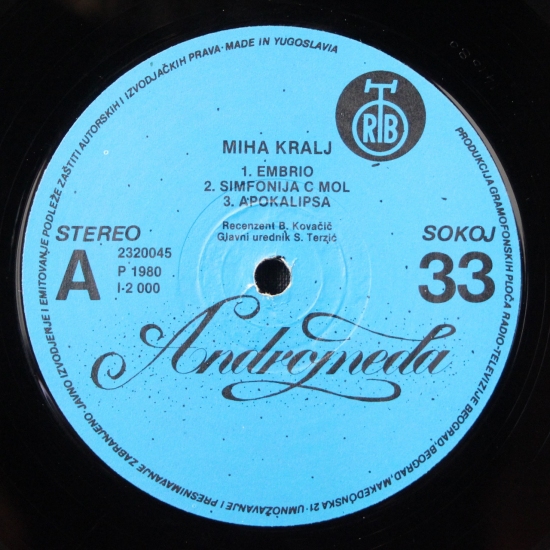 PRODUKCIJA GRAMOFONSKIH PLOČA RADIO-TELEVIZIJE BEOGRAD, BEOGRAD, MAKEDONSKA 21 · UMNOŽAVANJE I PRESNIMAVANJE ZABRANJENO · JAVNO IZVODJENJE I EMITOVANJE PODLEŽE ZAŠTITI AUTORSKIH I IZVODJAČKIH PRAVA · MADE IN YUGOSLAVIA
RTB
MIHA KRALJ
1. EMBRIO
2. SIMFONIJA C MOL
3. APOKALIPSA
Recenzent B. Kovačič
Glavni urednik S. Terzić
STEREO
A
2320045
P 1980
I-2 000
SOKOJ
33
Andromeda